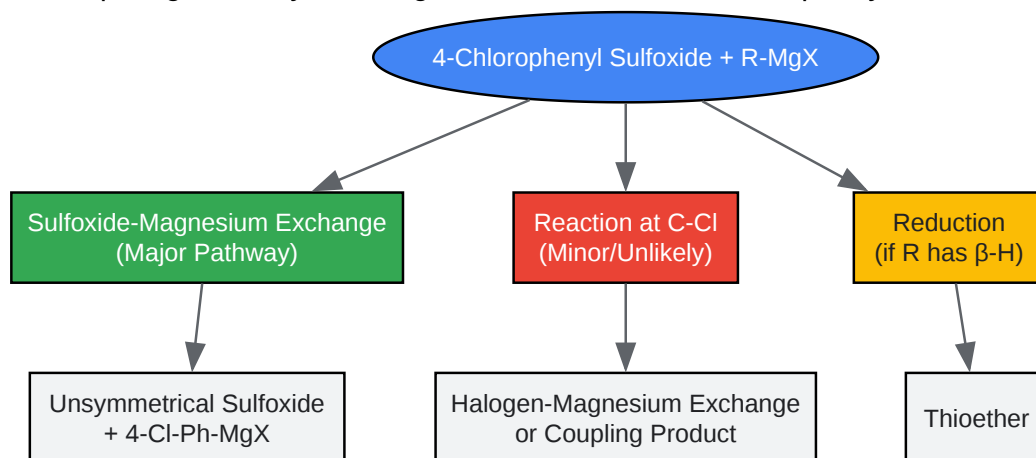 4-Chlorophenyl Sulfoxide + R-MgX
Sulfoxide-Magnesium Exchange
(Major Pathway)
Reaction at C-Cl
(Minor/Unlikely)
Reduction
(if R has β-H)
Unsymmetrical Sulfoxide
+ 4-Cl-Ph-MgX
Halogen-Magnesium Exchange
or Coupling Product
Thioether